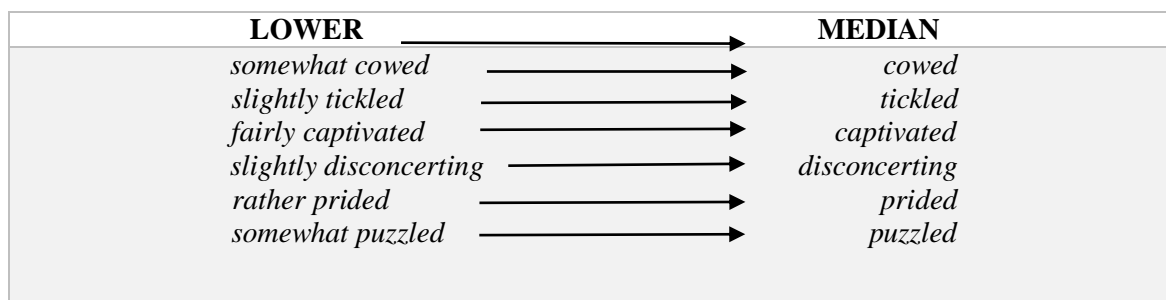 LOWER MEDIAN
somewhat cowed cowed
slightly tickled tickled
fairly captivated captivated
slightly disconcerting disconcerting
rather prided prided
somewhat puzzled puzzled